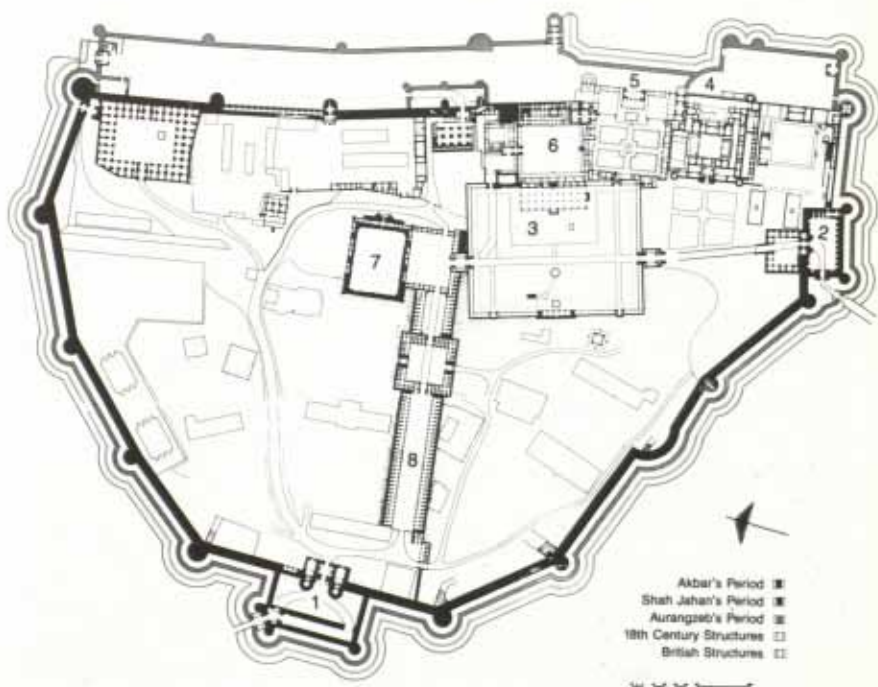 5
4
6
3
2
7
8
1
Akbar's Period
Shah Jahan's Period
Aurangzeb's Period
18th Century Structures
British Structures